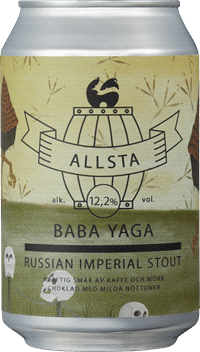 ALLSTA
alk. 12,2% vol.
BABA YAGA
RUSSIAN IMPERIAL STOUT
KRAFTIG SMAK AV KAFFE OCH MÖRK
CHOKLAD MED MILDA NÖTTONER